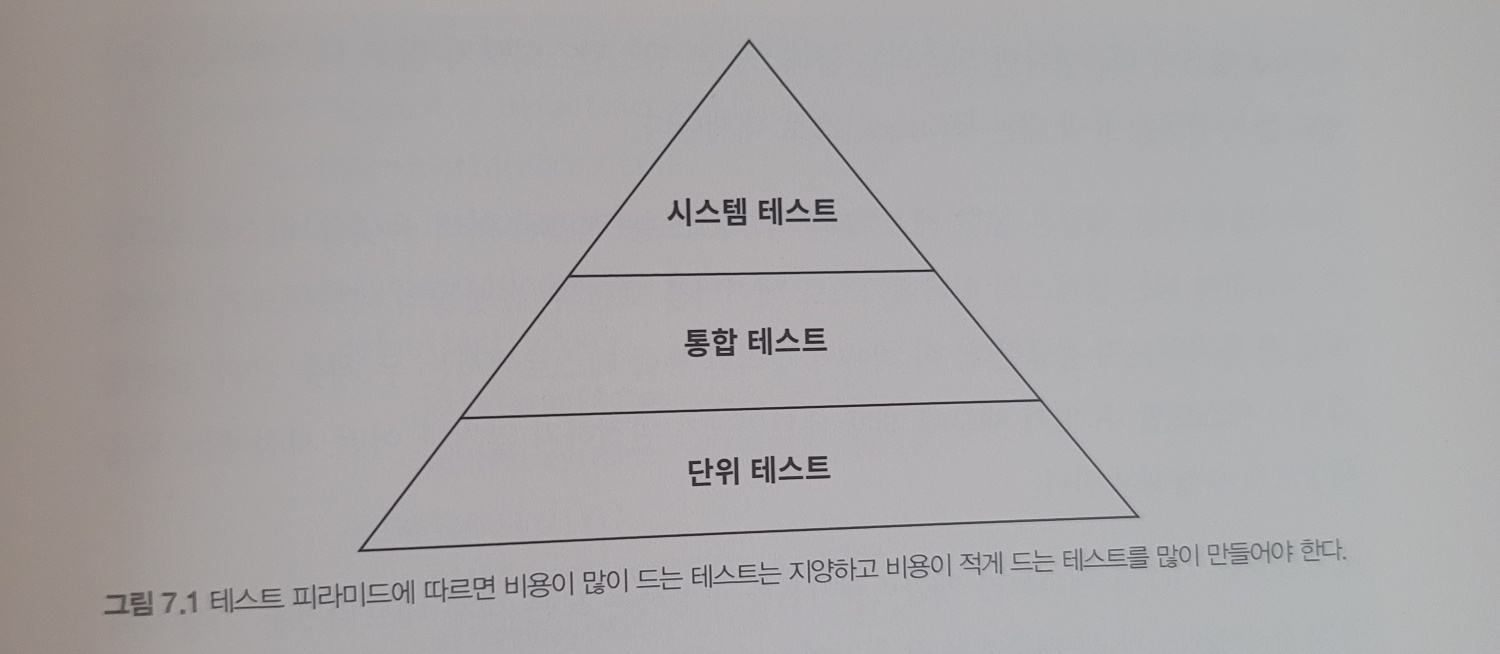 시스템 테스트
통합 테스트
단위 테스트
그림 7.1 테스트 피라미드에 따르면 비용이 많이 드는 테스트는 지양하고 비용이 적게 드는 테스트를 많이 만들어야 한다.